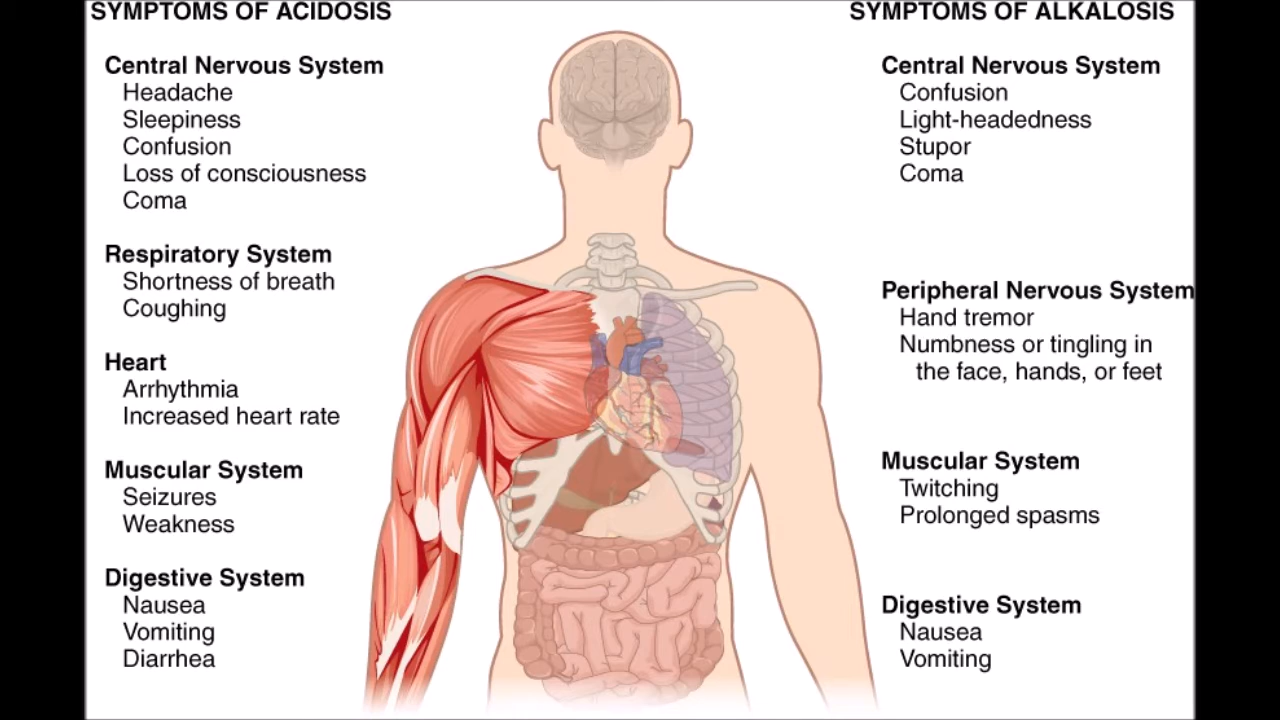 SYMPTOMS OF ACIDOSIS
Central Nervous System
Headache
Sleepiness
Confusion
Loss of consciousness
Coma
Respiratory System
Shortness of breath
Coughing
Heart
Arrhythmia
Increased heart rate
Muscular System
Seizures
Weakness
Digestive System
Nausea
Vomiting
Diarrhea
SYMPTOMS OF ALKALOSIS
Central Nervous System
Confusion
Light-headedness
Stupor
Coma
Peripheral Nervous System
Hand tremor
Numbness or tingling in
the face, hands, or feet
Muscular System
Twitching
Prolonged spasms
Digestive System
Nausea
Vomiting